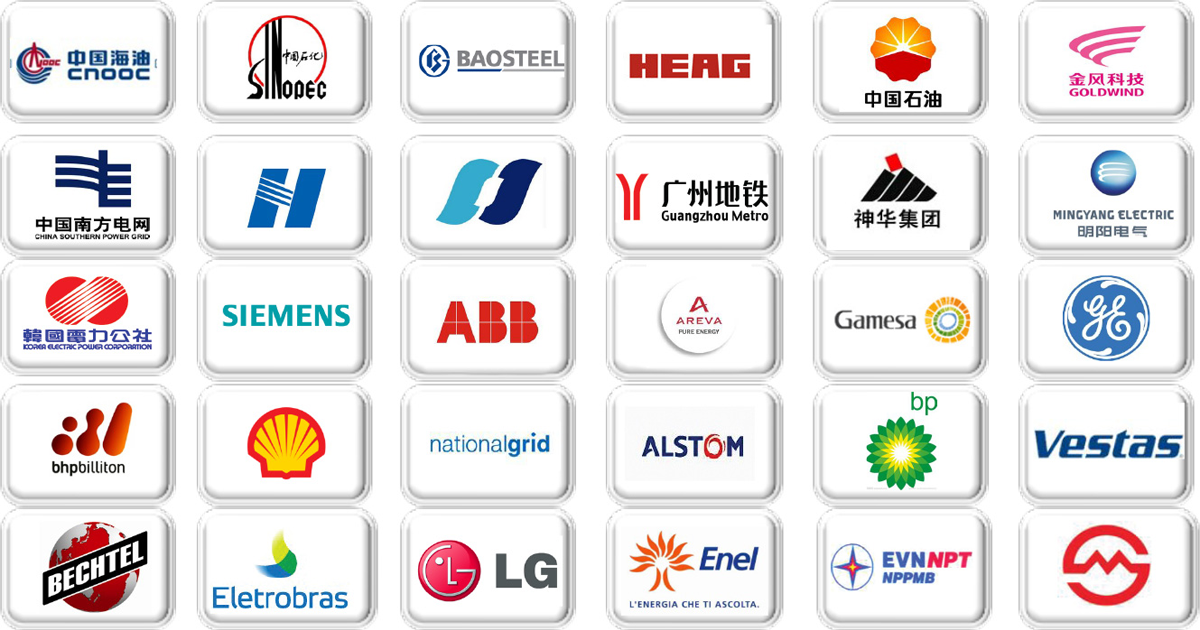 CNOOC
中国海油
CNOOC
SINOPEC
中国石化
BAOSTEEL
HEAG
中国石油
金风科技
GOLDWIND
中国南方电网
CHINA SOUTHERN POWER GRID
H
广州地铁
Guangzhou Metro
神华集团
MINGYANG ELECTRIC
明阳电气
韓國電力公社
KOREA ELECTRIC POWER CORPORATION
SIEMENS
ABB
AREVA
PURE ENERGY
Gamesa
GE
bhpbilliton
nationalgrid
ALSTOM
bp
Vestas
BECHTEL
Eletrobras
LG
Enel
L'ENERGIA CHE TI ASCOLTA.
EVNNPT
NPPMB